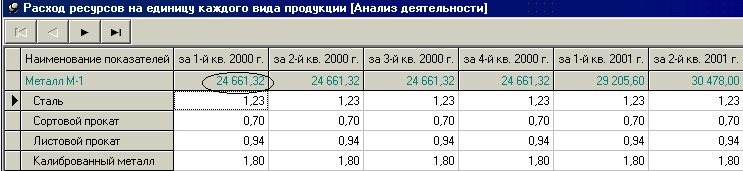 Расход ресурсов на единицу каждого вида продукции [Анализ деятельности]
Наименование показателей за 1-й кв. 2000 г. за 2-й кв. 2000 г. за 3-й кв. 2000 г. за 4-й кв. 2000 г. за 1-й кв. 2001 г. за 2-й кв. 2001 г.
Металл М-1 24 661,32 24 661,32 24 661,32 24 661,32 29 205,60 30 478,00
Сталь 1,23 1,23 1,23 1,23 1,23 1,23
Сортовой прокат 0,70 0,70 0,70 0,70 0,70 0,70
Листовой прокат 0,94 0,94 0,94 0,94 0,94 0,94
Калиброванный металл 1,80 1,80 1,80 1,80 1,80 1,80